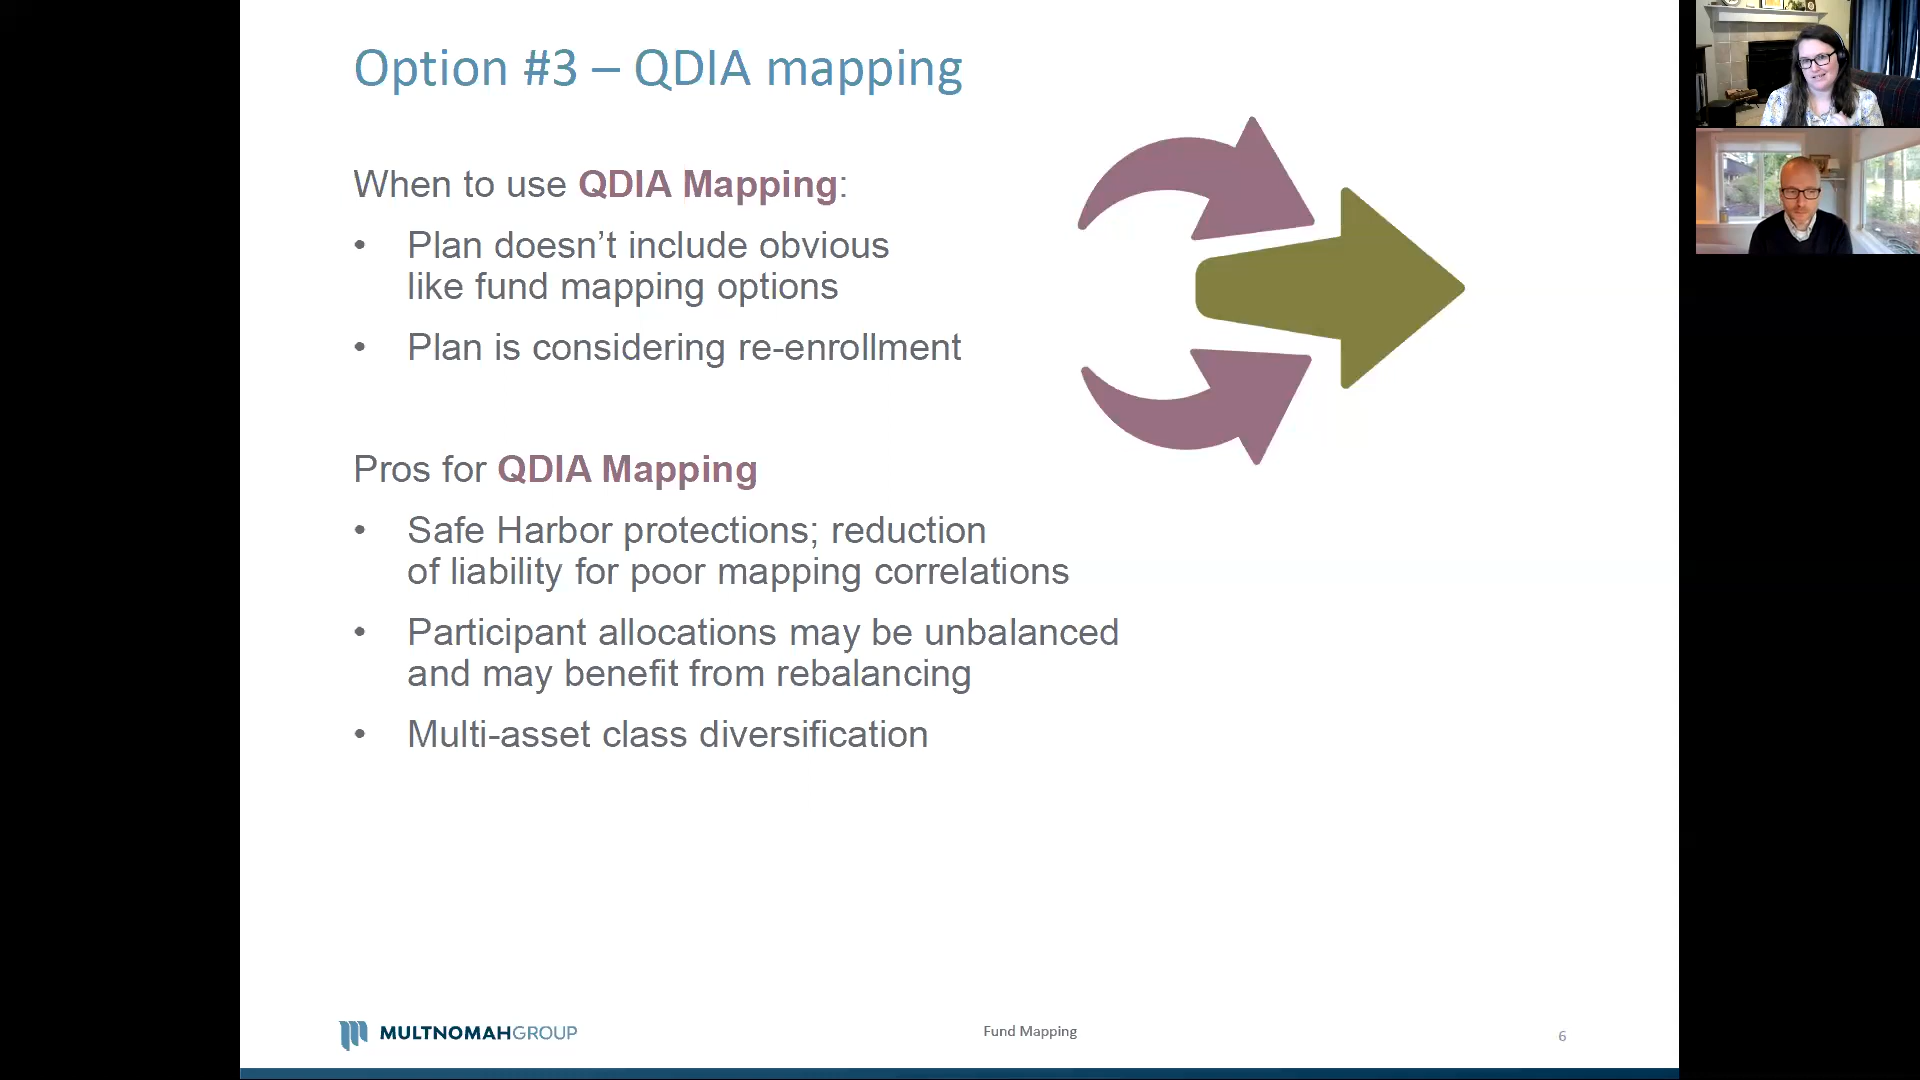 Option #3 – QDIA mapping
When to use QDIA Mapping:
• Plan doesn’t include obvious
like fund mapping options
• Plan is considering re-enrollment
Pros for QDIA Mapping
• Safe Harbor protections; reduction
of liability for poor mapping correlations
• Participant allocations may be unbalanced
and may benefit from rebalancing
• Multi-asset class diversification
MULTNOMAHGROUP
Fund Mapping
6